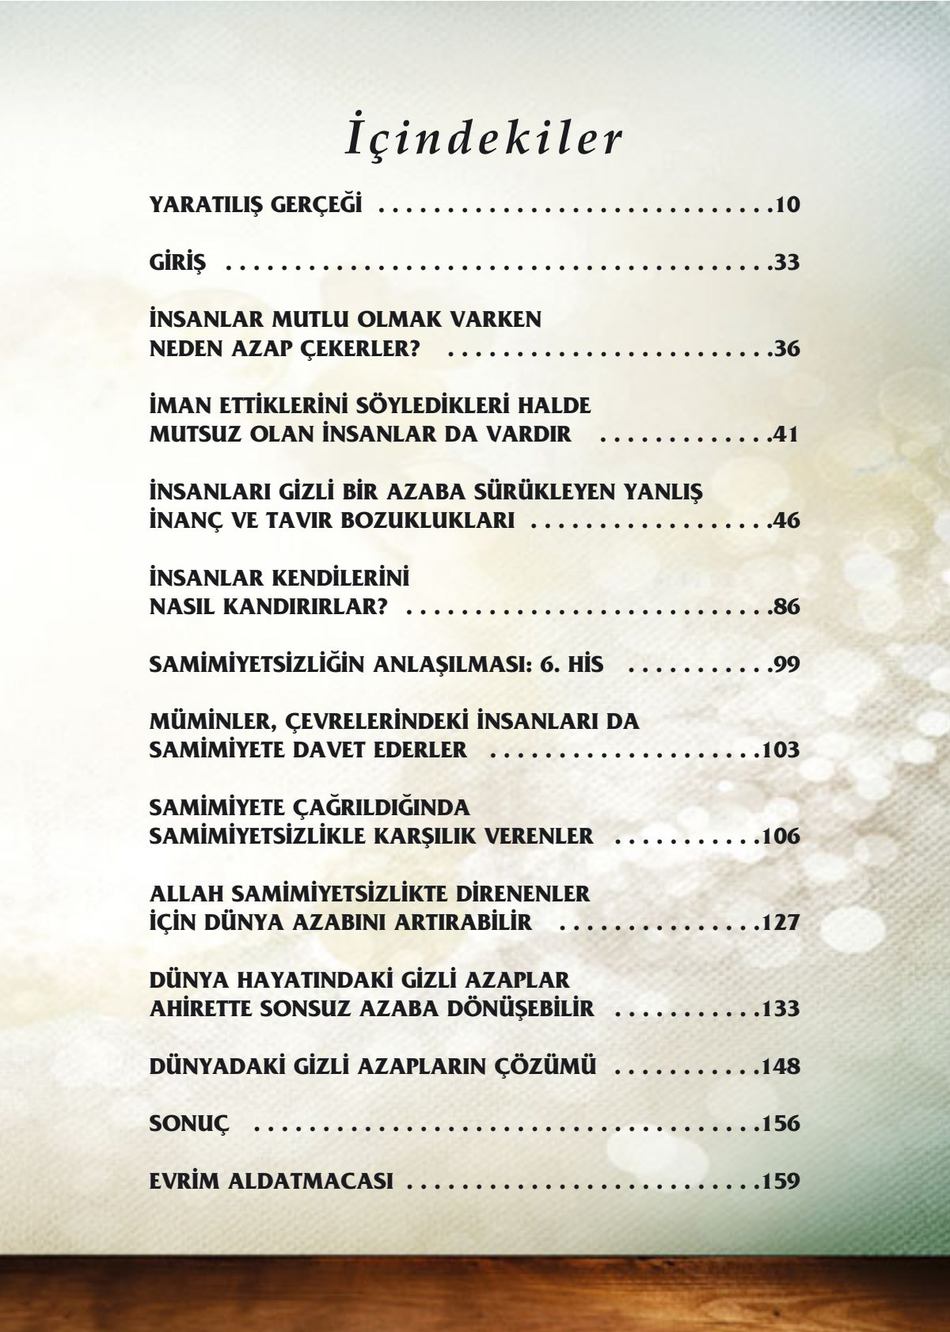 İçindekiler
YARATILIŞ GERÇEĞİ . . . . . . . . . . . . . . . . . . . . . . . . . . . . .10
GİRİŞ . . . . . . . . . . . . . . . . . . . . . . . . . . . . . . . . . . . . . . . .33
İNSANLAR MUTLU OLMAK VARKEN
NEDEN AZAP ÇEKERLER? . . . . . . . . . . . . . . . . . . . . . . . .36
İMAN ETTİKLERİNİ SÖYLEDİKLERİ HALDE
MUTSUZ OLAN İNSANLAR DA VARDIR . . . . . . . . . . . . .41
İNSANLARI GİZLİ BİR AZABA SÜRÜKLEYEN YANLIŞ
İNANÇ VE TAVIR BOZUKLUKLARI . . . . . . . . . . . . . . . . . .46
İNSANLAR KENDİLERİNİ
NASIL KANDIRIRLAR? . . . . . . . . . . . . . . . . . . . . . . . . . . .86
SAMİMİYETSİZLİĞİN ANLAŞILMASI: 6. HİS . . . . . . . . . . .99
MÜMİNLER, ÇEVRELERİNDEKİ İNSANLARI DA
SAMİMİYETE DAVET EDERLER . . . . . . . . . . . . . . . . . . . .103
SAMİMİYETE ÇAĞRILDIĞINDA
SAMİMİYETSİZLİKLE KARŞILIK VERENLER . . . . . . . . . . .106
ALLAH SAMİMİYETSİZLİKTE DİRENENLER
İÇİN DÜNYA AZABINI ARTIRABİLİR . . . . . . . . . . . . . . .127
DÜNYA HAYATINDAKİ GİZLİ AZAPLAR
AHİRETTE SONSUZ AZABA DÖNÜŞEBİLİR . . . . . . . . . . .133
DÜNYADAKİ GİZLİ AZAPLARIN ÇÖZÜMÜ . . . . . . . . . . .148
SONUÇ . . . . . . . . . . . . . . . . . . . . . . . . . . . . . . . . . . . . .156
EVRİM ALDATMACASI . . . . . . . . . . . . . . . . . . . . . . . . . .159